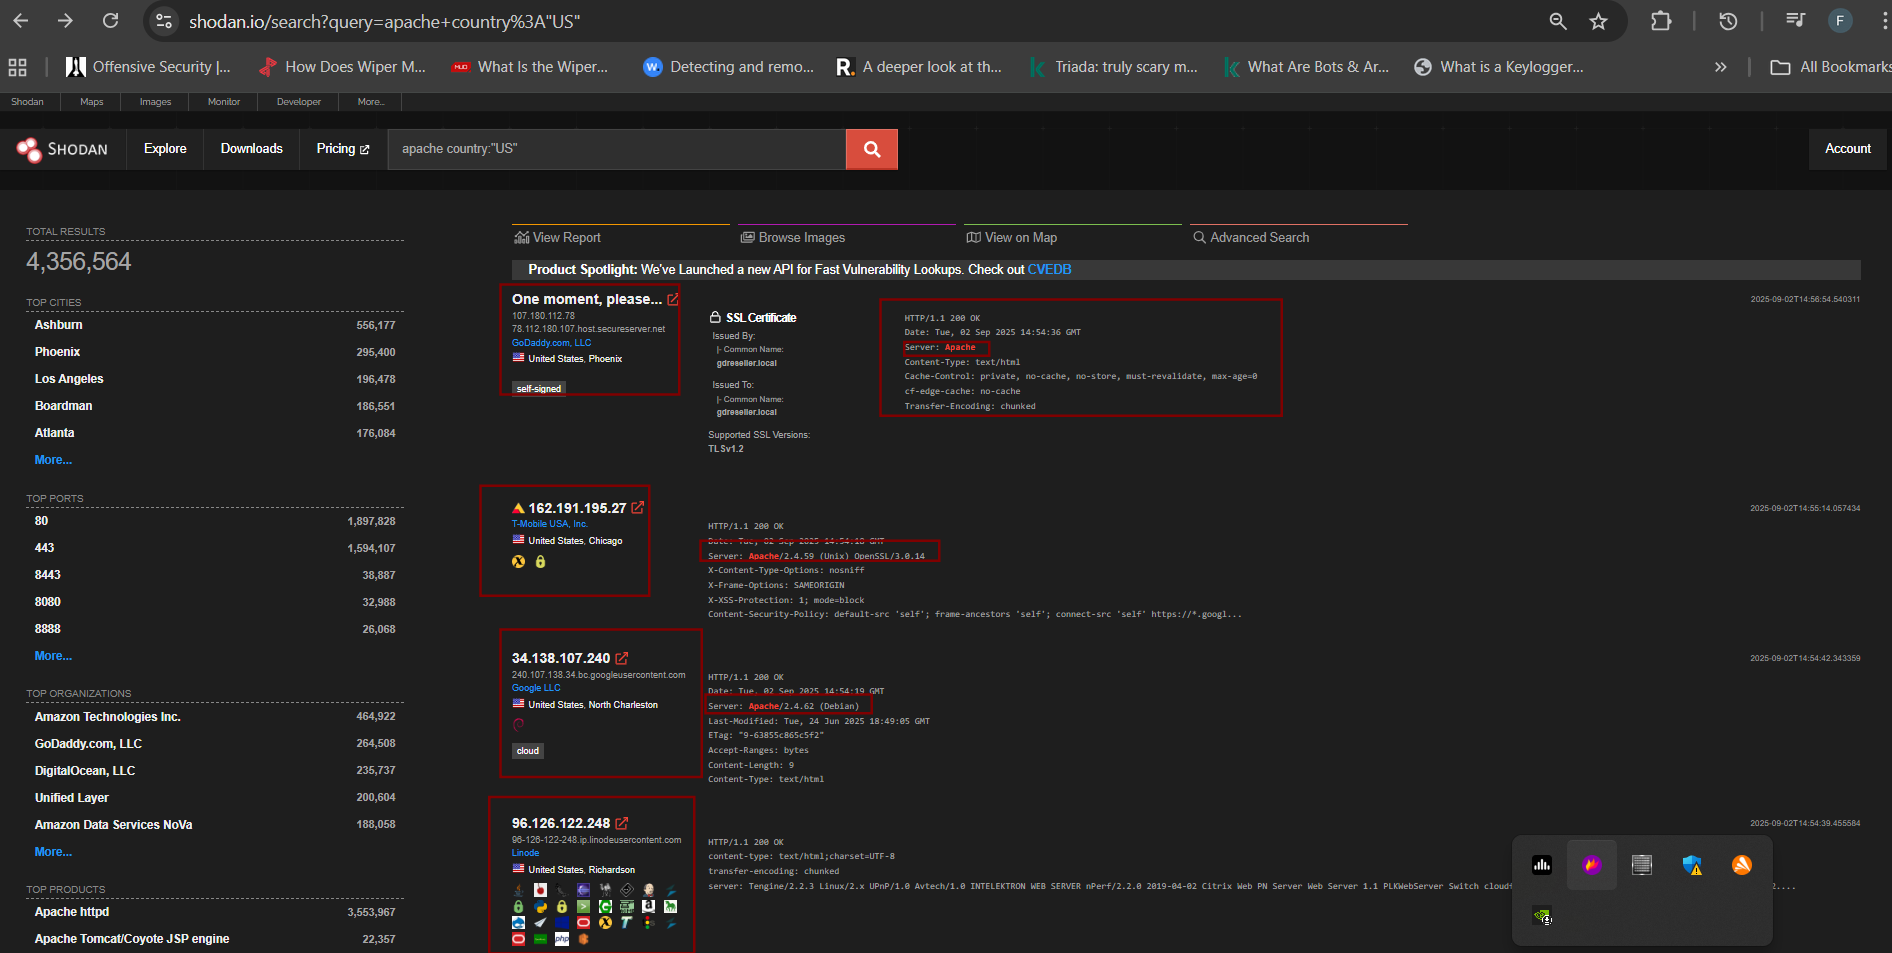 shodan.io/search?query=apache+country%3A"US"
F
Offensive Security |...
How Does Wiper M...
What Is the Wiper...
Detecting and remo...
A deeper look at th...
Triada: truly scary m...
What Are Bots & Ar...
What is a Keylogger...
»
All Bookmarks
Shodan
Maps
Images
Monitor
Developer
More...
SHODAN
Explore
Downloads
Pricing
apache country:"US"
Account
TOTAL RESULTS
4,356,564
TOP CITIES
Ashburn 556,177
Phoenix 295,400
Los Angeles 196,478
Boardman 186,551
Atlanta 176,084
More...
TOP PORTS
80 1,897,828
443 1,594,107
8443 38,887
8080 32,988
8888 26,068
More...
TOP ORGANIZATIONS
Amazon Technologies Inc. 464,922
GoDaddy.com, LLC 264,508
DigitalOcean, LLC 235,737
Unified Layer 200,604
Amazon Data Services NoVa 188,058
More...
TOP PRODUCTS
Apache httpd 3,553,967
Apache Tomcat/Coyote JSP engine 22,357
View Report
Browse Images
View on Map
Advanced Search
Product Spotlight: We've Launched a new API for Fast Vulnerability Lookups. Check out CVEDB
One moment, please...
107.180.112.78
78.112.180.107.host.secureserver.net
GoDaddy.com, LLC
United States, Phoenix
self-signed
SSL Certificate
Issued By:
|- Common Name:
gdreseller.local
Issued To:
|- Common Name:
gdreseller.local
Supported SSL Versions:
TLSv1.2
HTTP/1.1 200 OK
Date: Tue, 02 Sep 2025 14:54:36 GMT
Server: Apache
Content-Type: text/html
Cache-Control: private, no-cache, no-store, must-revalidate, max-age=0
cf-edge-cache: no-cache
Transfer-Encoding: chunked
2025-09-02T14:56:54.540311
162.191.195.27
T-Mobile USA, Inc.
United States, Chicago
HTTP/1.1 200 OK
Date: Tue, 02 Sep 2025 14:54:18 GMT
Server: Apache/2.4.59 (Unix) OpenSSL/3.0.14
X-Content-Type-Options: nosniff
X-Frame-Options: SAMEORIGIN
X-XSS-Protection: 1; mode=block
Content-Security-Policy: default-src 'self'; frame-ancestors 'self'; connect-src 'self' https://*.googl...
2025-09-02T14:55:14.057434
34.138.107.240
240.107.138.34.bc.googleusercontent.com
Google LLC
United States, North Charleston
cloud
HTTP/1.1 200 OK
Date: Tue, 02 Sep 2025 14:54:19 GMT
Server: Apache/2.4.62 (Debian)
Last-Modified: Tue, 24 Jun 2025 18:49:05 GMT
ETag: "9-63855c865c5f2"
Accept-Ranges: bytes
Content-Length: 9
Content-Type: text/html
2025-09-02T14:54:42.343359
96.126.122.248
96-126-122-248.ip.linodeusercontent.com
Linode
United States, Richardson
php
HTTP/1.1 200 OK
content-type: text/html;charset=UTF-8
transfer-encoding: chunked
server: Tengine/2.2.3 Linux/2.x UPnP/1.0 Avtech/1.0 INTELEKTRON WEB SERVER nPerf/2.2.0 2019-04-02 Citrix Web PN Server Web Server 1.1 PLKWebServer Switch cloudf
2....
2025-09-02T14:54:39.455584